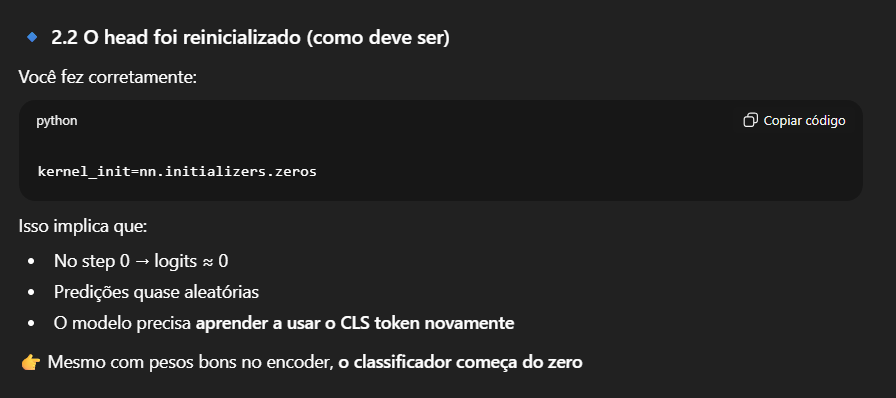 🔹 2.2 O head foi reinicializado (como deve ser)
Você fez corretamente:
python
Copiar código
kernel_init=nn.initializers.zeros
Isso implica que:
• No step 0 → logits ≈ 0
• Predições quase aleatórias
• O modelo precisa aprender a usar o CLS token novamente
👉 Mesmo com pesos bons no encoder, o classificador começa do zero